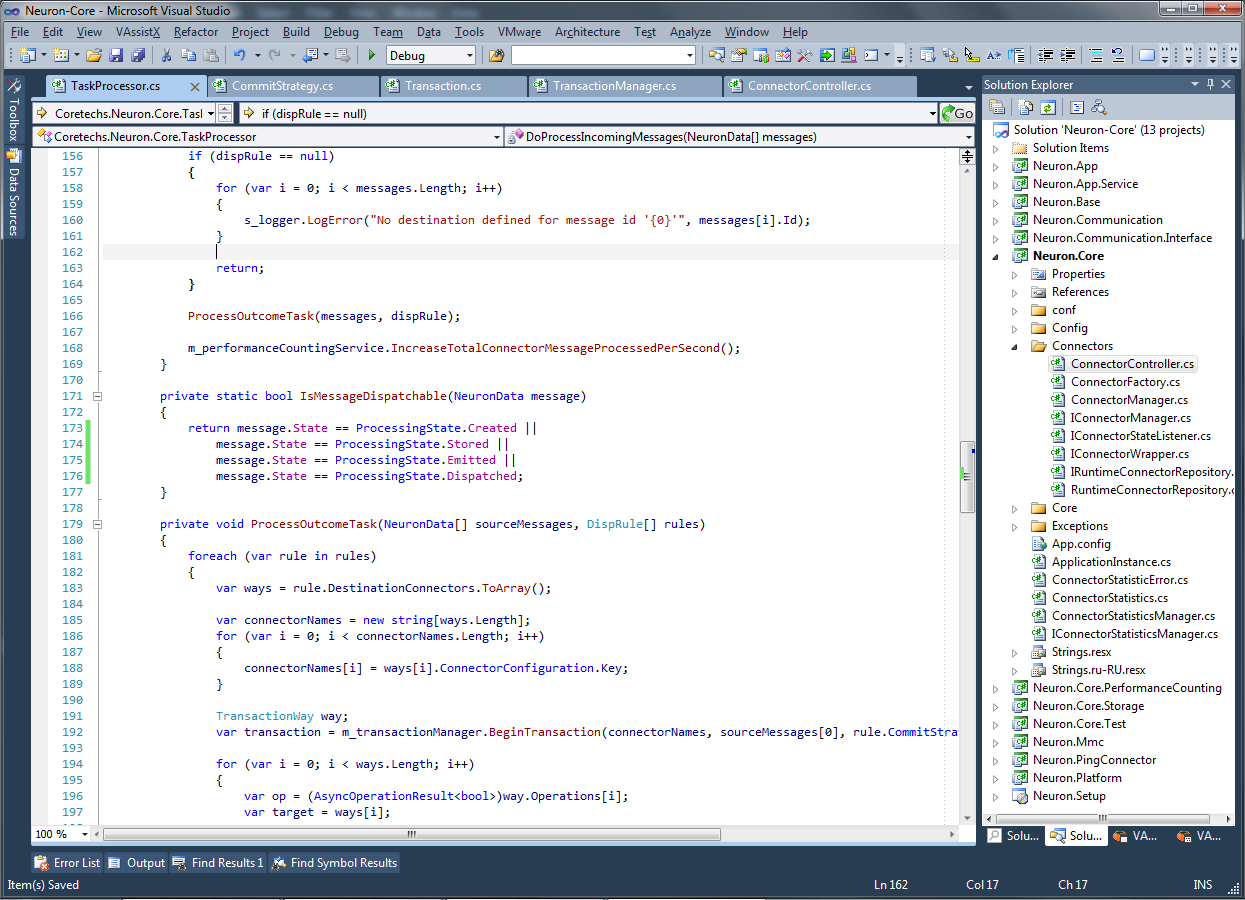 Neuron-Core - Microsoft Visual Studio
File Edit View VAssistX Refactor Project Build Debug Team Data Tools VMware Architecture Test Analyze Window Help
Debug
TaskProcessor.cs CommitStrategy.cs Transaction.cs TransactionManager.cs ConnectorController.cs
Coretechs.Neuron.Core.Tasl if (dispRule == null) Go
Coretechs.Neuron.Core.TaskProcessor DoProcessIncomingMessages(NeuronData[] messages)
Toolbox
Data Sources
156 if (dispRule == null)
157 {
158 for (var i = 0; i < messages.Length; i++)
159 {
160 s_logger.LogError("No destination defined for message id '{0}'", messages[i].Id);
161 }
162
163 return;
164 }
165
166 ProcessOutcomeTask(messages, dispRule);
167
168 m_performanceCountingService.IncreaseTotalConnectorMessageProcessedPerSecond();
169 }
170
171 private static bool IsMessageDispatchable(NeuronData message)
172 {
173 return message.State == ProcessingState.Created ||
174 message.State == ProcessingState.Stored ||
175 message.State == ProcessingState.Emitted ||
176 message.State == ProcessingState.Dispatched;
177 }
178
179 private void ProcessOutcomeTask(NeuronData[] sourceMessages, DispRule[] rules)
180 {
181 foreach (var rule in rules)
182 {
183 var ways = rule.DestinationConnectors.ToArray();
184
185 var connectorNames = new string[ways.Length];
186 for (var i = 0; i < connectorNames.Length; i++)
187 {
188 connectorNames[i] = ways[i].ConnectorConfiguration.Key;
189 }
190
191 TransactionWay way;
192 var transaction = m_transactionManager.BeginTransaction(connectorNames, sourceMessages[0], rule.CommitStra
193
194 for (var i = 0; i < ways.Length; i++)
195 {
196 var op = (AsyncOperationResult<bool>)way.Operations[i];
197 var target = ways[i];
100 %
Solution Explorer
Solution 'Neuron-Core' (13 projects)
Solution Items
Neuron.App
Neuron.App.Service
Neuron.Base
Neuron.Communication
Neuron.Communication.Interface
Neuron.Core
Properties
References
conf
Config
Connectors
ConnectorController.cs
ConnectorFactory.cs
ConnectorManager.cs
IConnectorManager.cs
IConnectorStateListener.cs
IConnectorWrapper.cs
IRuntimeConnectorRepository.
RuntimeConnectorRepository.c
Core
Exceptions
App.config
ApplicationInstance.cs
ConnectorStatisticError.cs
ConnectorStatistics.cs
ConnectorStatisticsManager.cs
IConnectorStatisticsManager.cs
Strings.resx
Strings.ru-RU.resx
Neuron.Core.PerformanceCounting
Neuron.Core.Storage
Neuron.Core.Test
Neuron.Mmc
Neuron.PingConnector
Neuron.Platform
Neuron.Setup
Solu... Solu... VA... VA...
Error List Output Find Results 1 Find Symbol Results
Item(s) Saved Ln 162 Col 17 Ch 17 INS